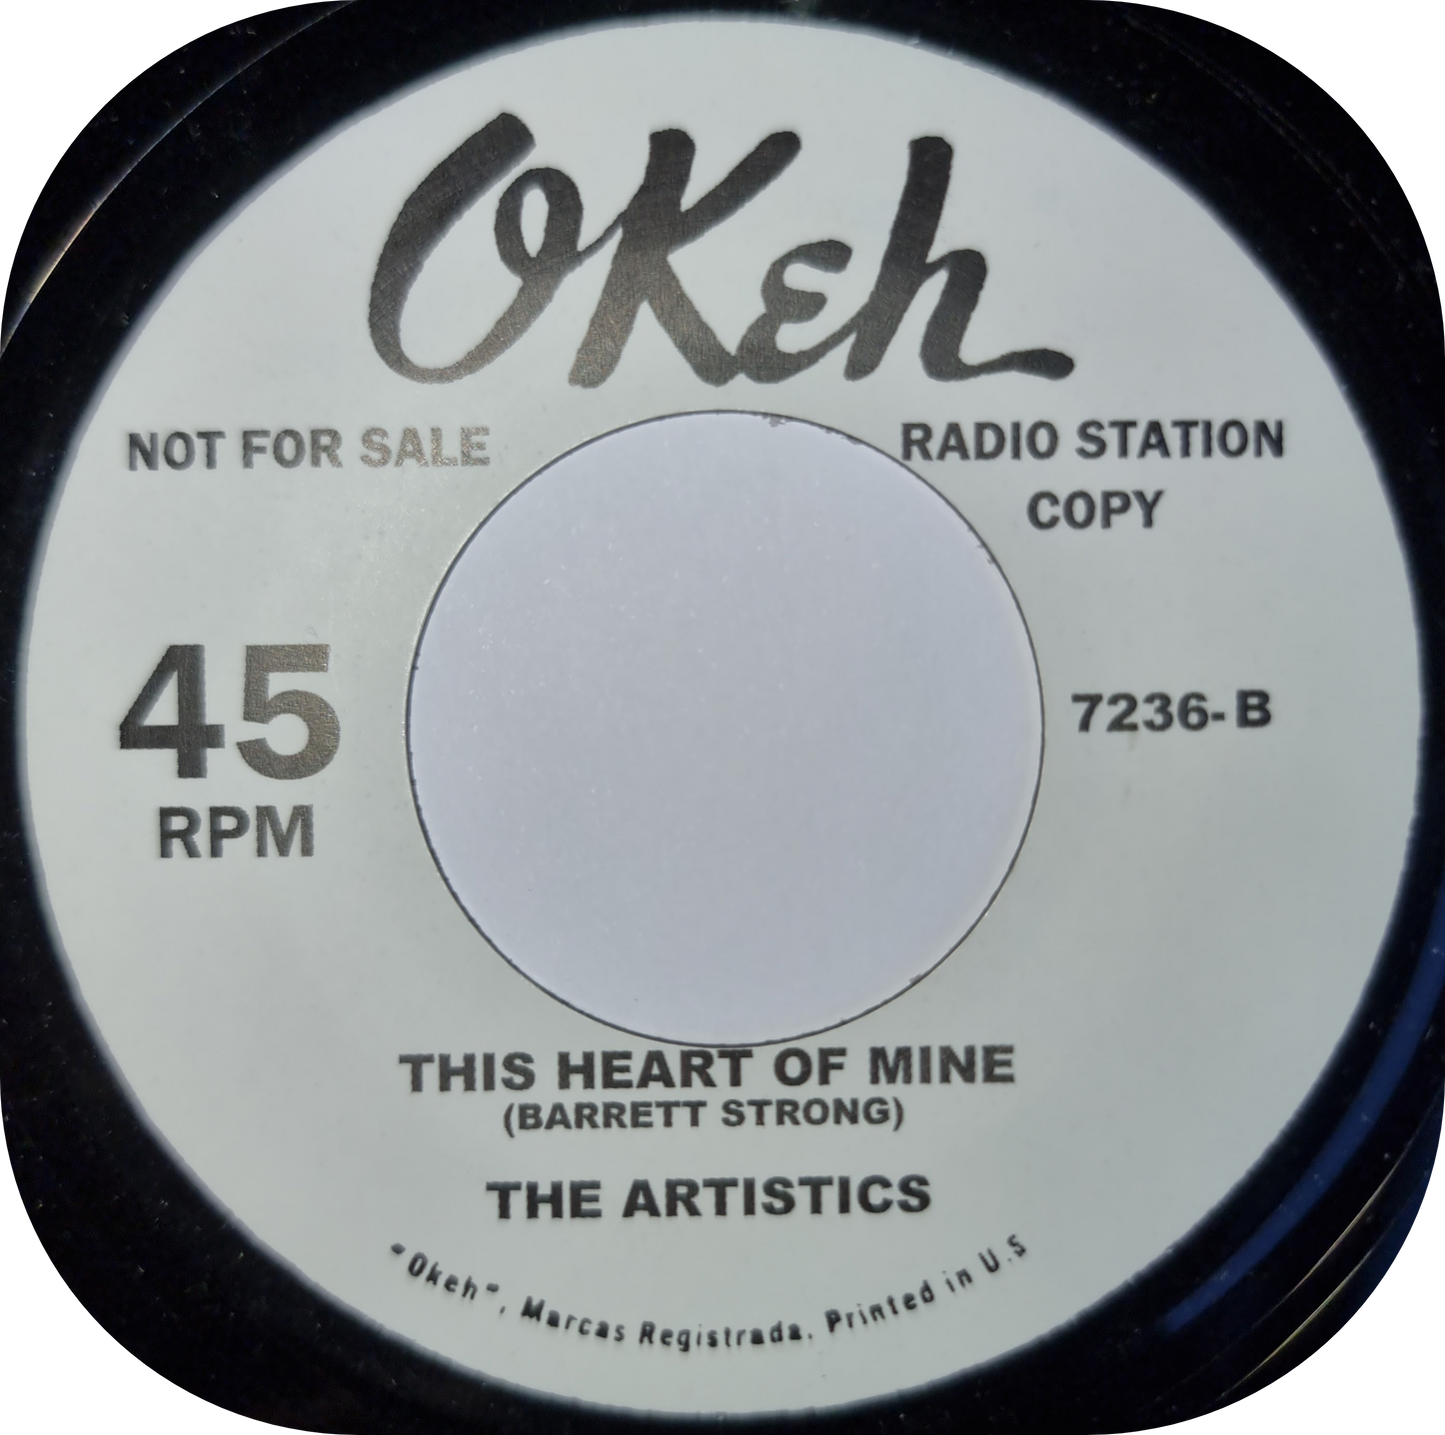 OKeh
NOT FOR SALE
RADIO STATION
COPY
45
RPM
7236-B
THIS HEART OF MINE
(BARRETT STRONG)
THE ARTISTICS
"Okeh", Marcas Registrada. Printed in U.S